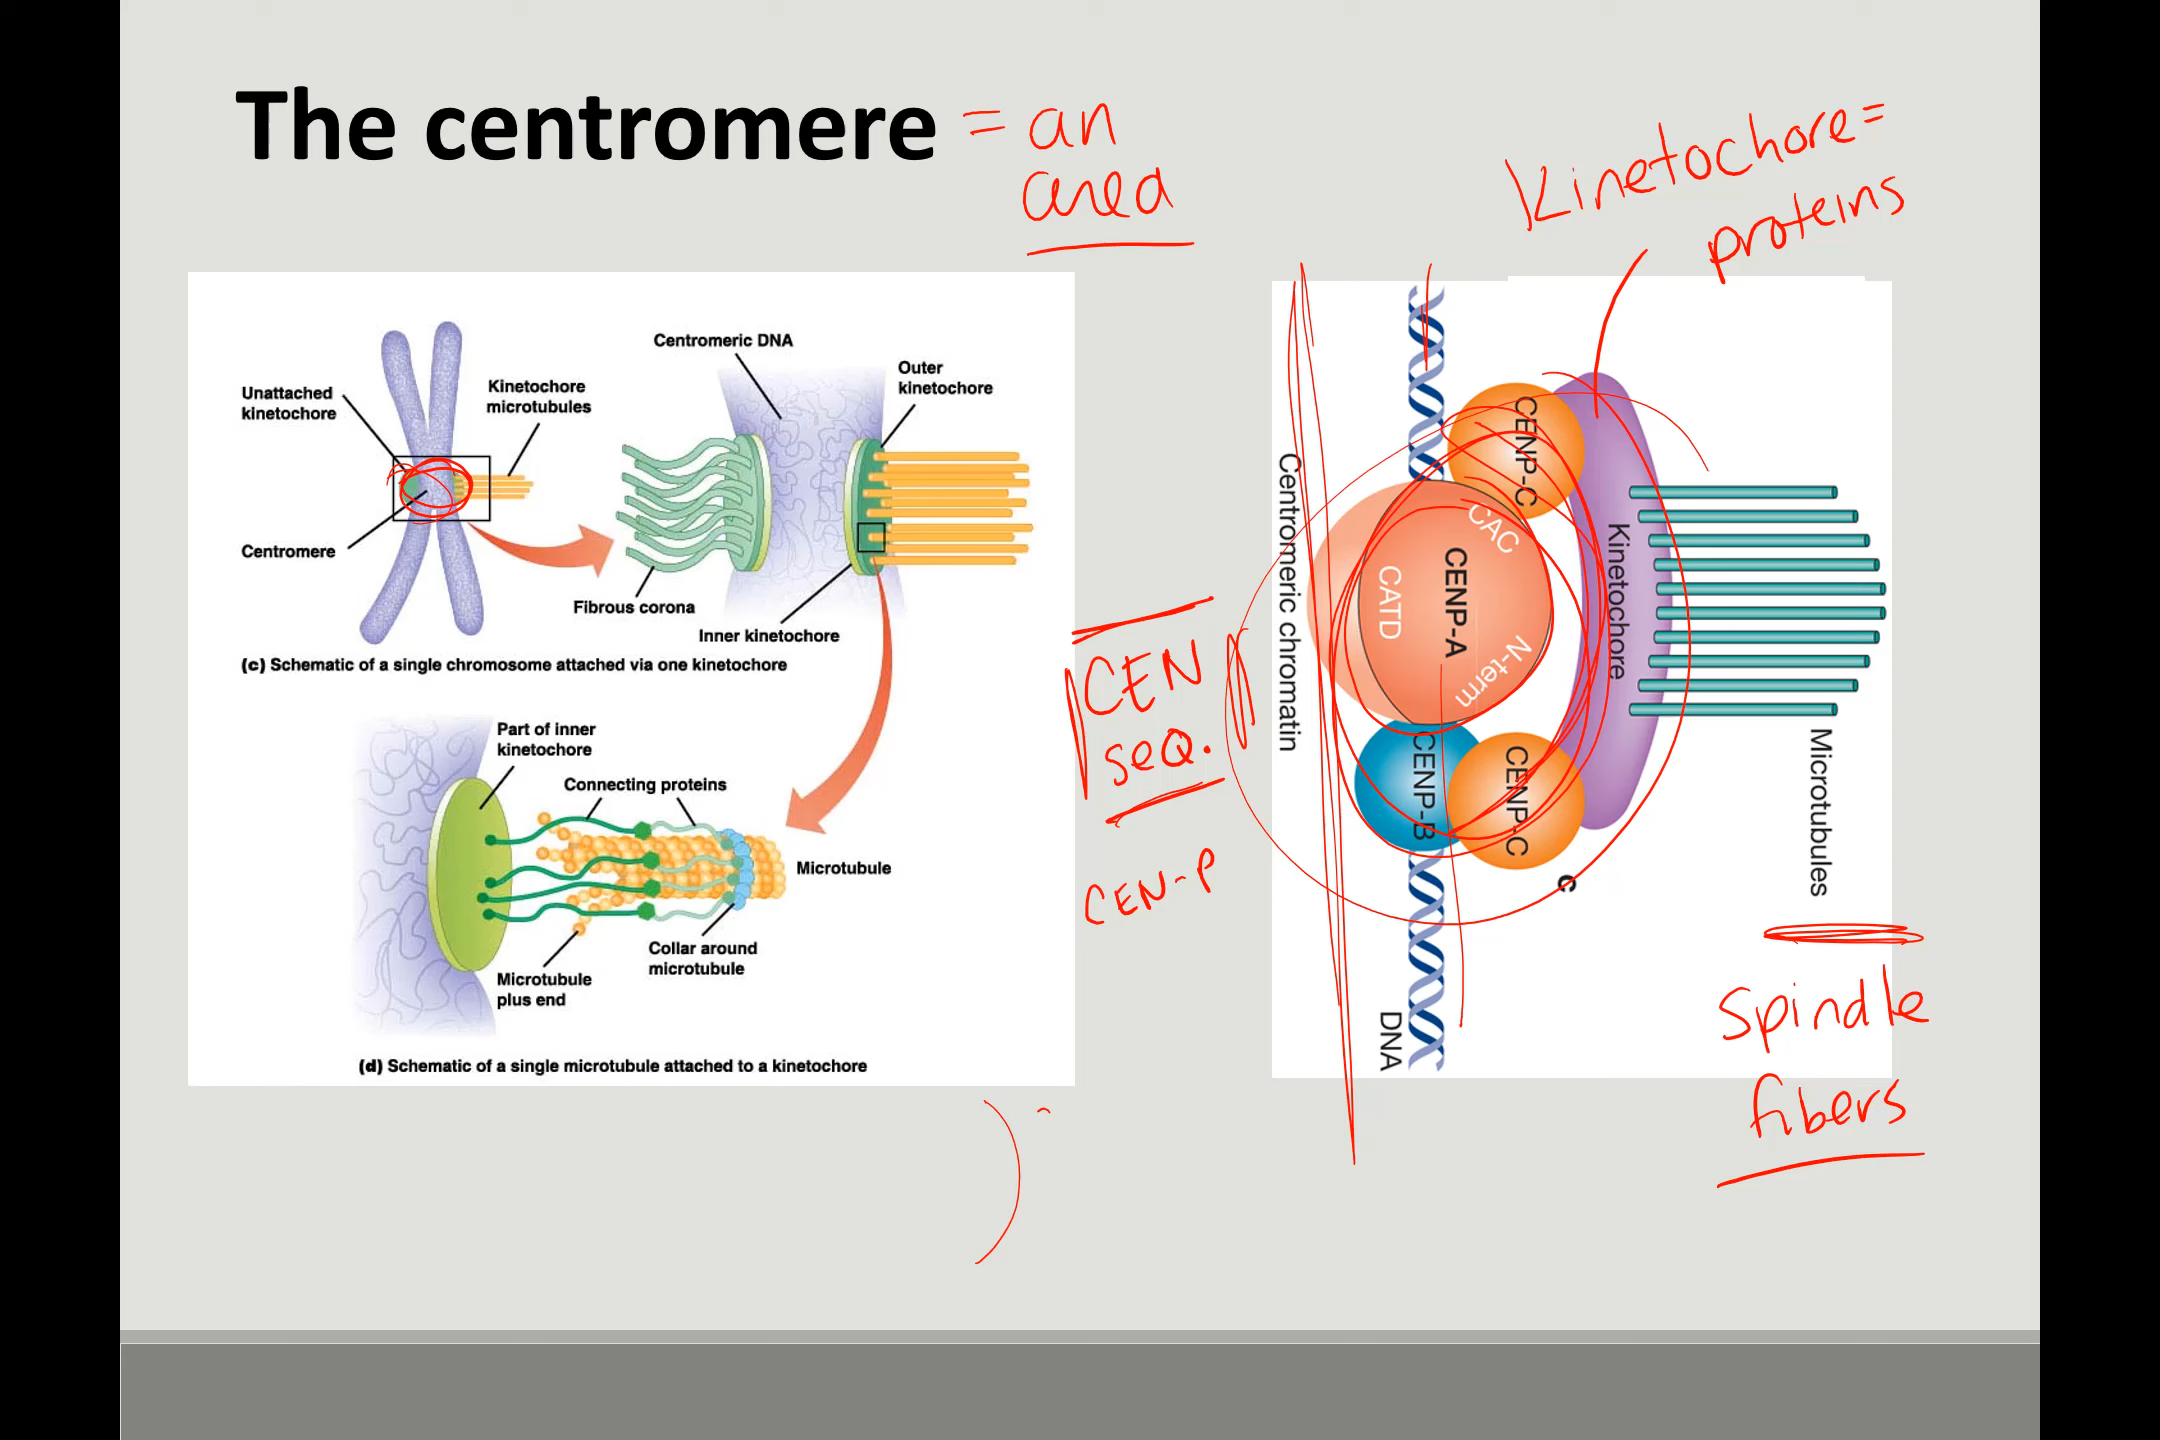 The centromere = an
area
Kinetochore =
proteins
Centromeric DNA
Outer
kinetochore
Unattached
kinetochore
Kinetochore
microtubules
Centromere
Fibrous corona
Inner kinetochore
(c) Schematic of a single chromosome attached via one kinetochore
Part of inner
kinetochore
Connecting proteins
Microtubule
Collar around
microtubule
Microtubule
plus end
(d) Schematic of a single microtubule attached to a kinetochore
CEN
seq.
CEN-P
Centromeric chromatin
CENP-C
CAC
CENP-A
CATD
N-term
Kinetochore
CENP-B
CENP-C
c
Microtubules
DNA
Spindle
fibers